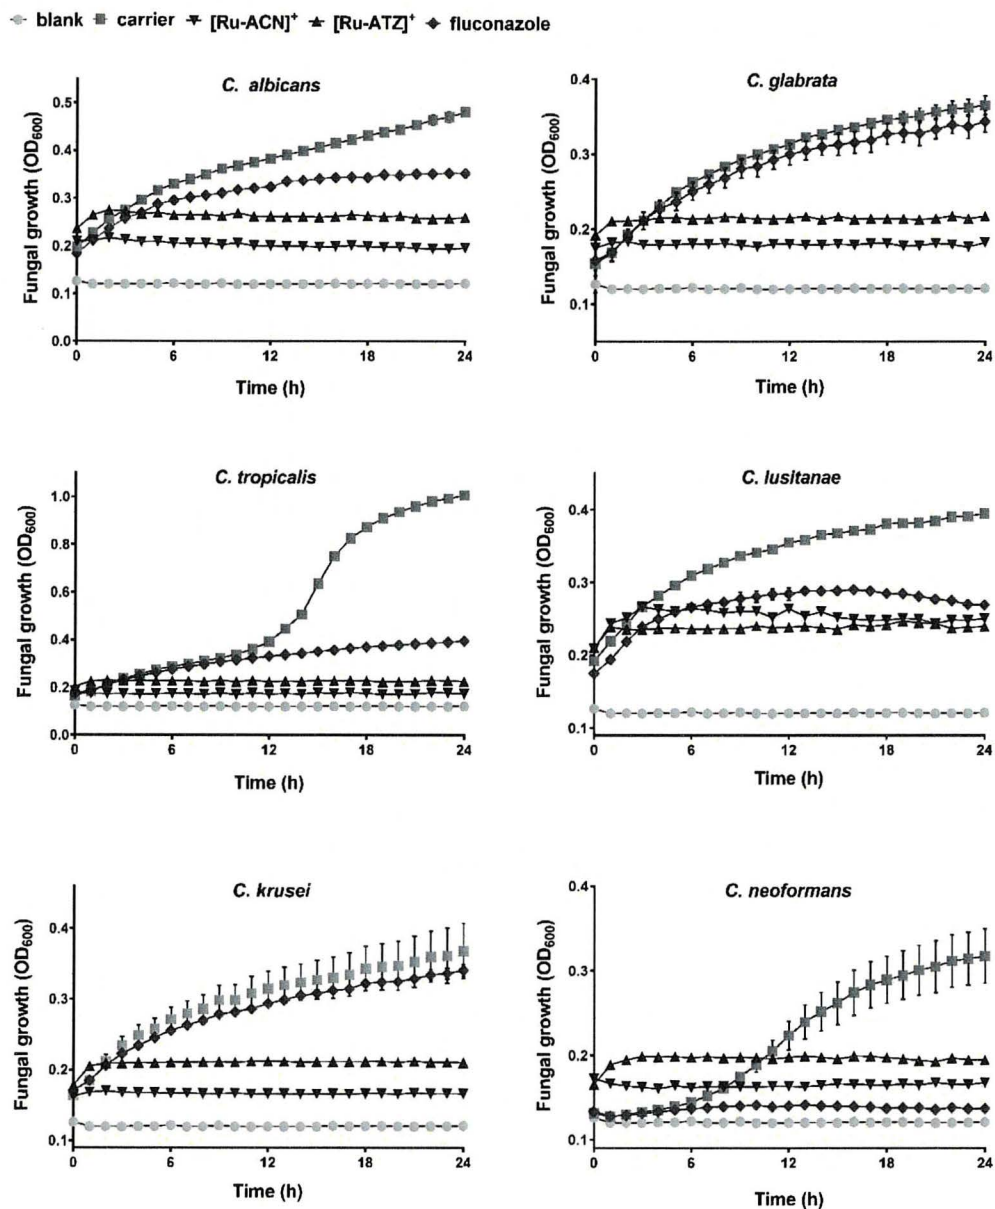 blank carrier [Ru-ACN]+ [Ru-ATZ]+ fluconazole
C. albicans
Fungal growth (OD600)
0.5
0.4
0.3
0.2
0.1
0.0
0 6 12 18 24
Time (h)
C. glabrata
Fungal growth (OD600)
0.4
0.3
0.2
0.1
0 6 12 18 24
Time (h)
C. tropicalis
Fungal growth (OD600)
1.0
0.8
0.6
0.4
0.2
0.0
0 6 12 18 24
Time (h)
C. lusitanae
Fungal growth (OD600)
0.4
0.3
0.2
0.1
0 6 12 18 24
Time (h)
C. krusei
Fungal growth (OD600)
0.4
0.3
0.2
0.1
0 6 12 18 24
Time (h)
C. neoformans
Fungal growth (OD600)
0.4
0.3
0.2
0.1
0 6 12 18 24
Time (h)